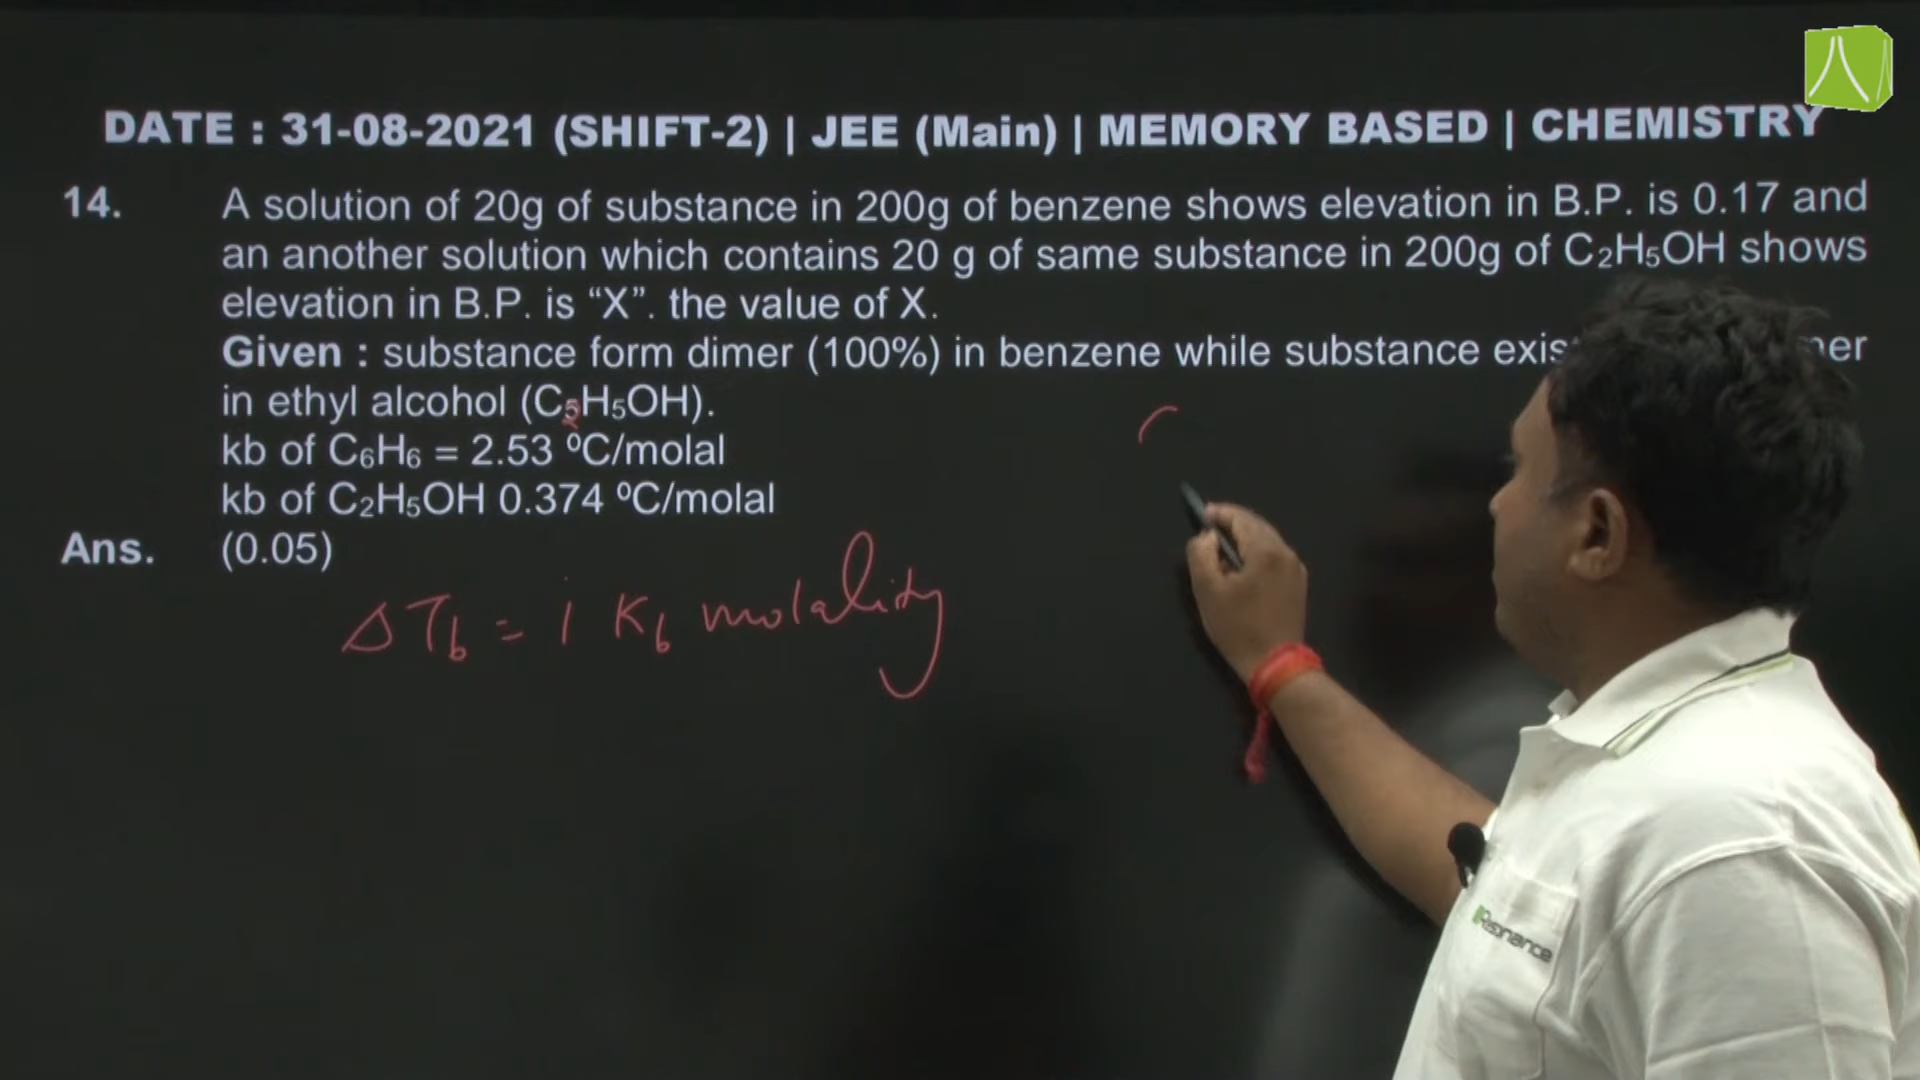 DATE : 31-08-2021 (SHIFT-2) | JEE (Main) | MEMORY BASED | CHEMISTRY
14. A solution of 20g of substance in 200g of benzene shows elevation in B.P. is 0.17 and
an another solution which contains 20 g of same substance in 200g of C₂H₅OH shows
elevation in B.P. is “X”. the value of X.
Given : substance form dimer (100%) in benzene while substance
in ethyl alcohol (C₅H₅OH).
kb of C₆H₆ = 2.53 ⁰C/molal
kb of C₂H₅OH 0.374 ⁰C/molal
Ans. (0.05)
ΔTb = i Kb molality
Resonance